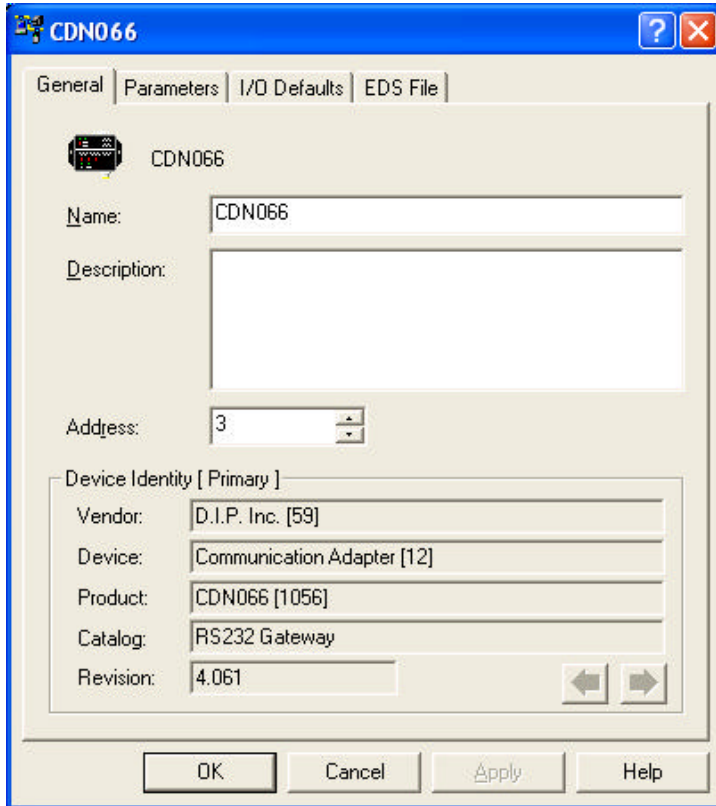 CDN066
General Parameters I/O Defaults EDS File
CDN066
Name: CDN066
Description:
Address: 3
Device Identity [ Primary ]
Vendor: D.I.P. Inc. [59]
Device: Communication Adapter [12]
Product: CDN066 [1056]
Catalog: RS232 Gateway
Revision: 4.061
OK Cancel Apply Help